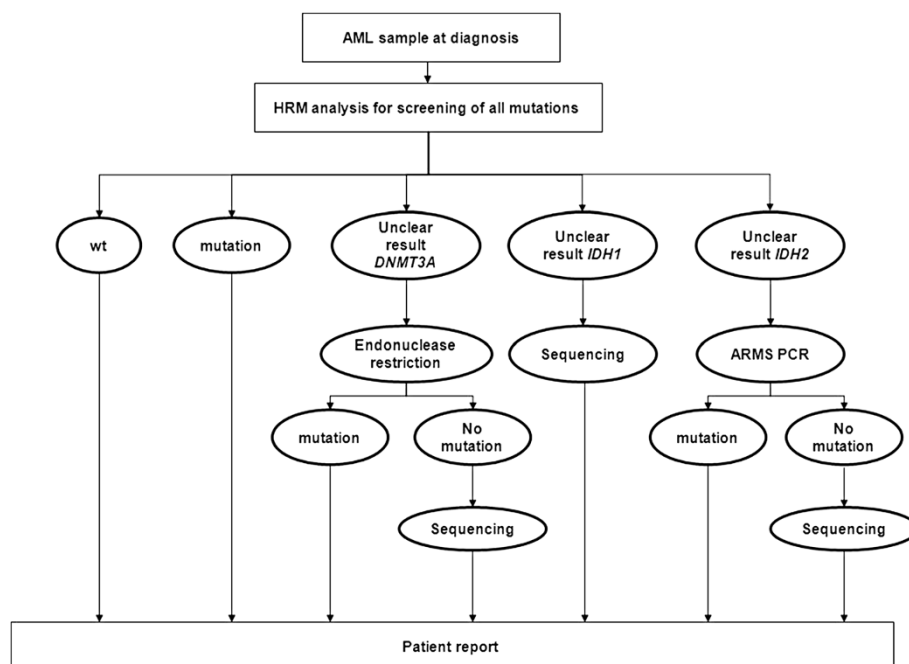 AML sample at diagnosis
HRM analysis for screening of all mutations
wt
mutation
Unclear
result
DNMT3A
Unclear
result IDH1
Unclear
result IDH2
Endonuclease
restriction
Sequencing
ARMS PCR
mutation
No
mutation
mutation
No
mutation
Sequencing
Sequencing
Patient report